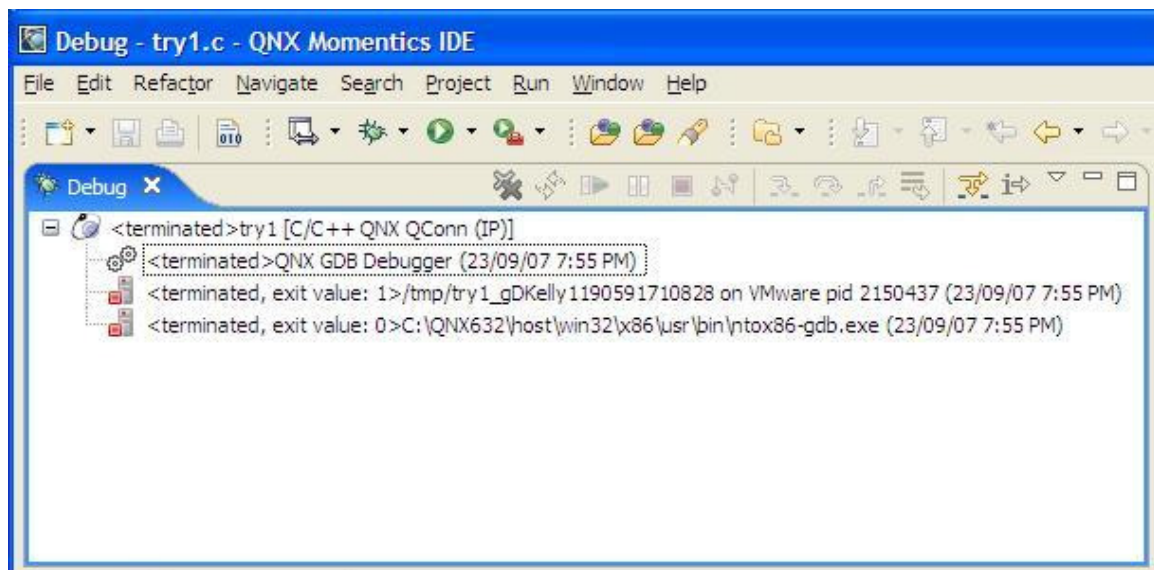 Debug - try1.c - QNX Momentics IDE
File Edit Refactor Navigate Search Project Run Window Help
010
Debug
i
<terminated>try1 [C/C++ QNX QConn (IP)]
<terminated>QNX GDB Debugger (23/09/07 7:55 PM)
<terminated, exit value: 1>/tmp/try1_gDKelly1190591710828 on VMware pid 2150437 (23/09/07 7:55 PM)
<terminated, exit value: 0>C:\QNX632\host\win32\x86\usr\bin\ntox86-gdb.exe (23/09/07 7:55 PM)